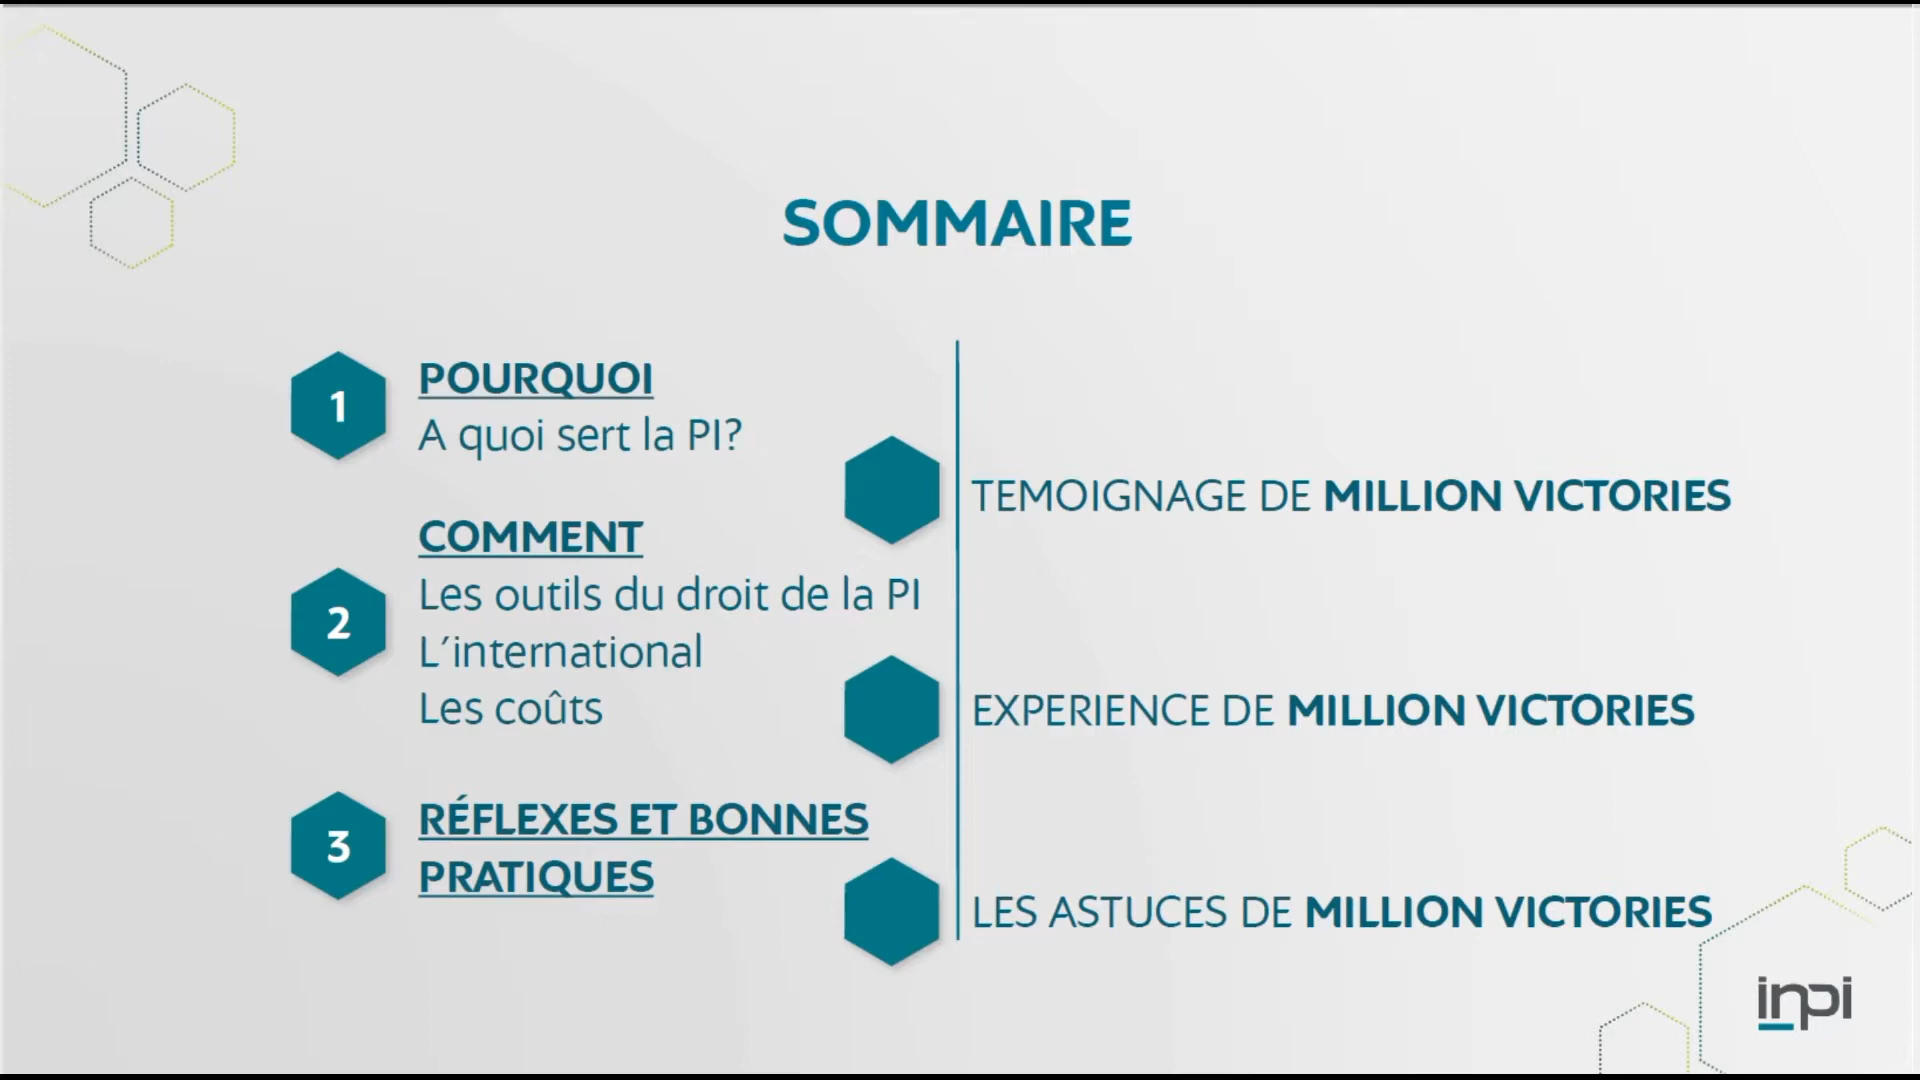 SOMMAIRE
1
POURQUOI
A quoi sert la PI?
TEMOIGNAGE DE MILLION VICTORIES
2
COMMENT
Les outils du droit de la PI
L'international
Les coûts
EXPERIENCE DE MILLION VICTORIES
3
RÉFLEXES ET BONNES
PRATIQUES
LES ASTUCES DE MILLION VICTORIES
inpi